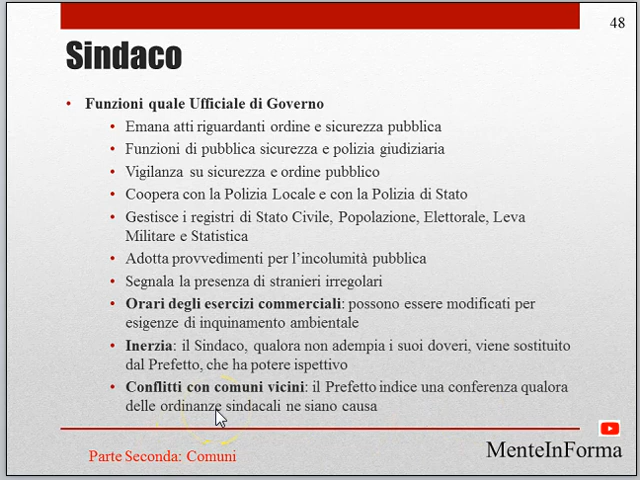 48
Sindaco
• Funzioni quale Ufficiale di Governo
• Emana atti riguardanti ordine e sicurezza pubblica
• Funzioni di pubblica sicurezza e polizia giudiziaria
• Vigilanza su sicurezza e ordine pubblico
• Coopera con la Polizia Locale e con la Polizia di Stato
• Gestisce i registri di Stato Civile, Popolazione, Elettorale, Leva
Militare e Statistica
• Adotta provvedimenti per l'incolumità pubblica
• Segnala la presenza di stranieri irregolari
• Orari degli esercizi commerciali: possono essere modificati per
esigenze di inquinamento ambientale
• Inerzia: il Sindaco, qualora non adempia i suoi doveri, viene sostituito
dal Prefetto, che ha potere ispettivo
• Conflitti con comuni vicini: il Prefetto indice una conferenza qualora
delle ordinanze sindacali ne siano causa
Parte Seconda: Comuni
MenteInForma